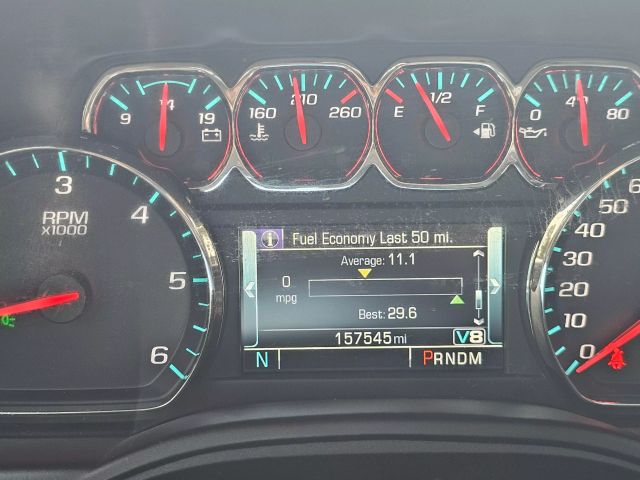 9 14 19
160 210 260
E 1/2 F
0 40 80
3
4
5
6
RPM
x1000
i Fuel Economy Last 50 mi.
Average: 11.1
0
mpg
Best: 29.6
157545 mi V8
N PRNDM
6
50
40
30
20
10
0